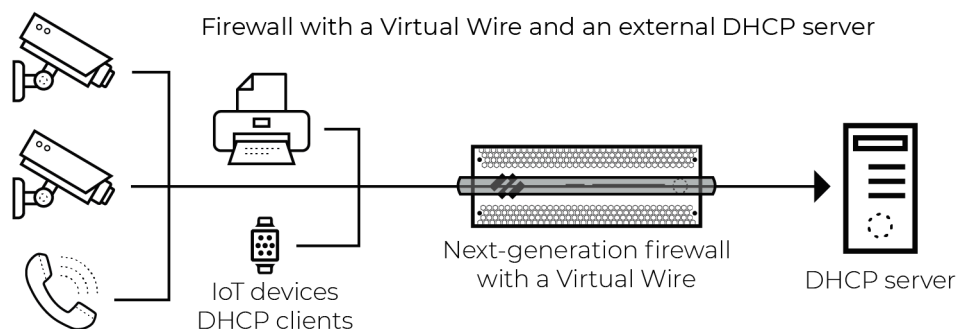 Firewall with a Virtual Wire and an external DHCP server
Next-generation firewall
with a Virtual Wire
DHCP server
IoT devices
DHCP clients